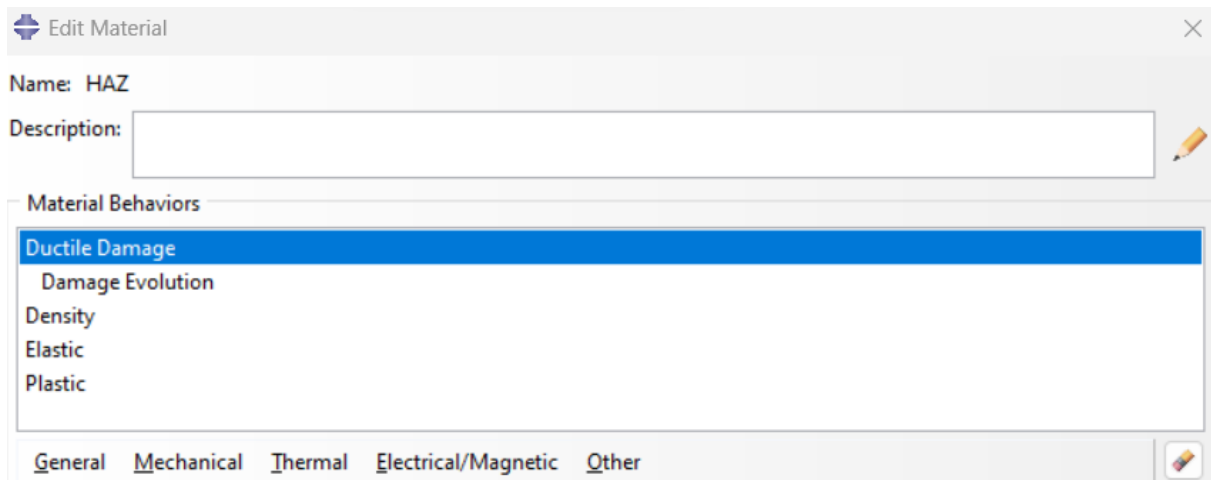 Edit Material
Name: HAZ
Description:
Material Behaviors
Ductile Damage
Damage Evolution
Density
Elastic
Plastic
General Mechanical Thermal Electrical/Magnetic Other